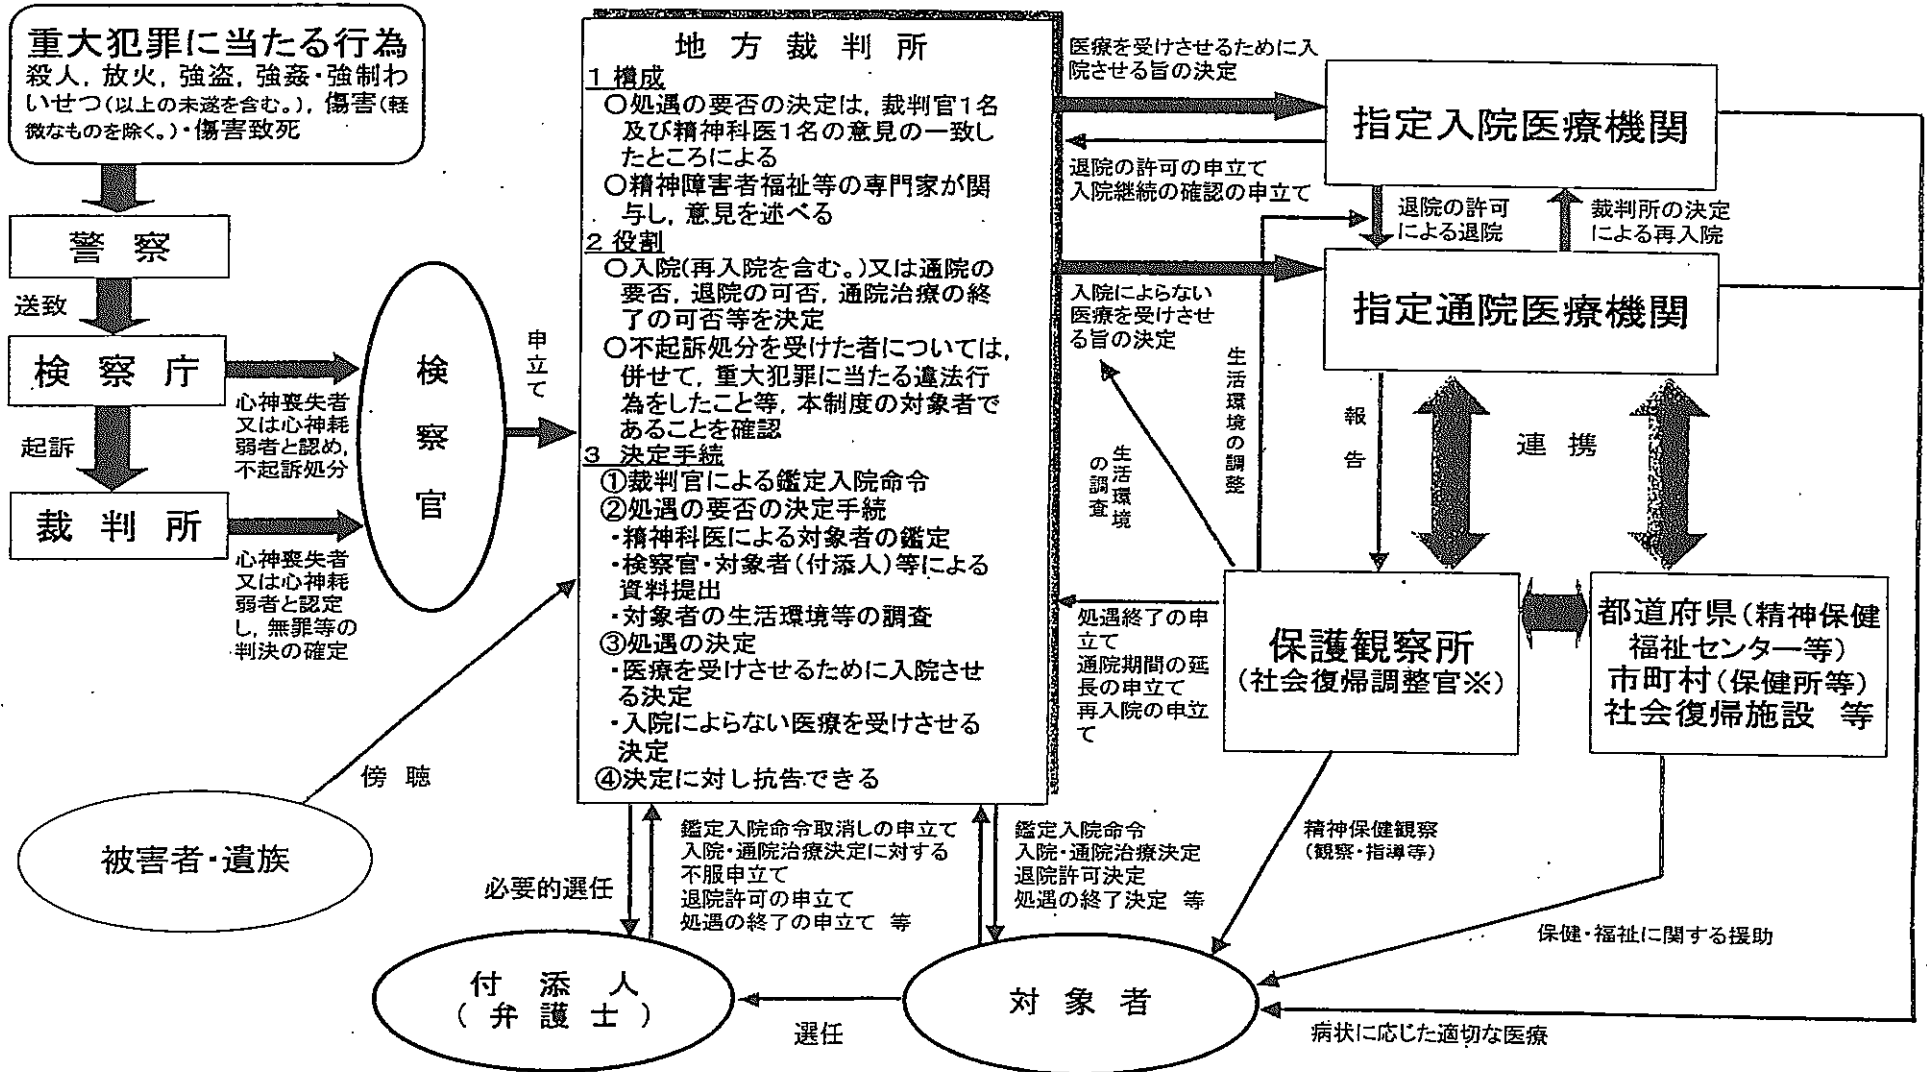 重大犯罪に当たる行為
殺人，放火，強盗，強姦・強制わ
いせつ(以上の未遂を含む。)，傷害(軽
微なものを除く。)・傷害致死
警察
送致
検察庁
起訴
裁判所
心神喪失者
又は心神耗
弱者と認め，
不起訴処分
心神喪失者
又は心神耗
弱者と認定
し，無罪等の
判決の確定
検察官
申立て
被害者・遺族
傍聴
地方裁判所
1 構成
○処遇の要否の決定は，裁判官1名
及び精神科医1名の意見の一致し
たところによる
○精神障害者福祉等の専門家が関
与し，意見を述べる
2 役割
○入院(再入院を含む。)又は通院の
要否，退院の可否，通院治療の終
了の可否等を決定
○不起訴処分を受けた者については，
併せて，重大犯罪に当たる違法行
為をしたこと等，本制度の対象者で
あることを確認
3 決定手続
①裁判官による鑑定入院命令
②処遇の要否の決定手続
・精神科医による対象者の鑑定
・検察官・対象者(付添人)等による
資料提出
・対象者の生活環境等の調査
③処遇の決定
・医療を受けさせるために入院させ
る決定
・入院によらない医療を受けさせる
決定
④決定に対し抗告できる
医療を受けさせるために入
院させる旨の決定
退院の許可の申立て
入院継続の確認の申立て
指定入院医療機関
退院の許可
による退院
裁判所の決定
による再入院
入院によらない
医療を受けさせ
る旨の決定
指定通院医療機関
生活環境の調整
生活環境
の調査
報告
連携
処遇終了の申
立て
通院期間の延
長の申立て
再入院の申立
て
保護観察所
(社会復帰調整官※)
都道府県(精神保健
福祉センター等)
市町村(保健所等)
社会復帰施設 等
必要的選任
鑑定入院命令取消しの申立て
入院・通院治療決定に対する
不服申立て
退院許可の申立て
処遇の終了の申立て 等
鑑定入院命令
入院・通院治療決定
退院許可決定
処遇の終了決定 等
精神保健観察
(観察・指導等)
保健・福祉に関する援助
付添人
(弁護士)
選任
対象者
病状に応じた適切な医療